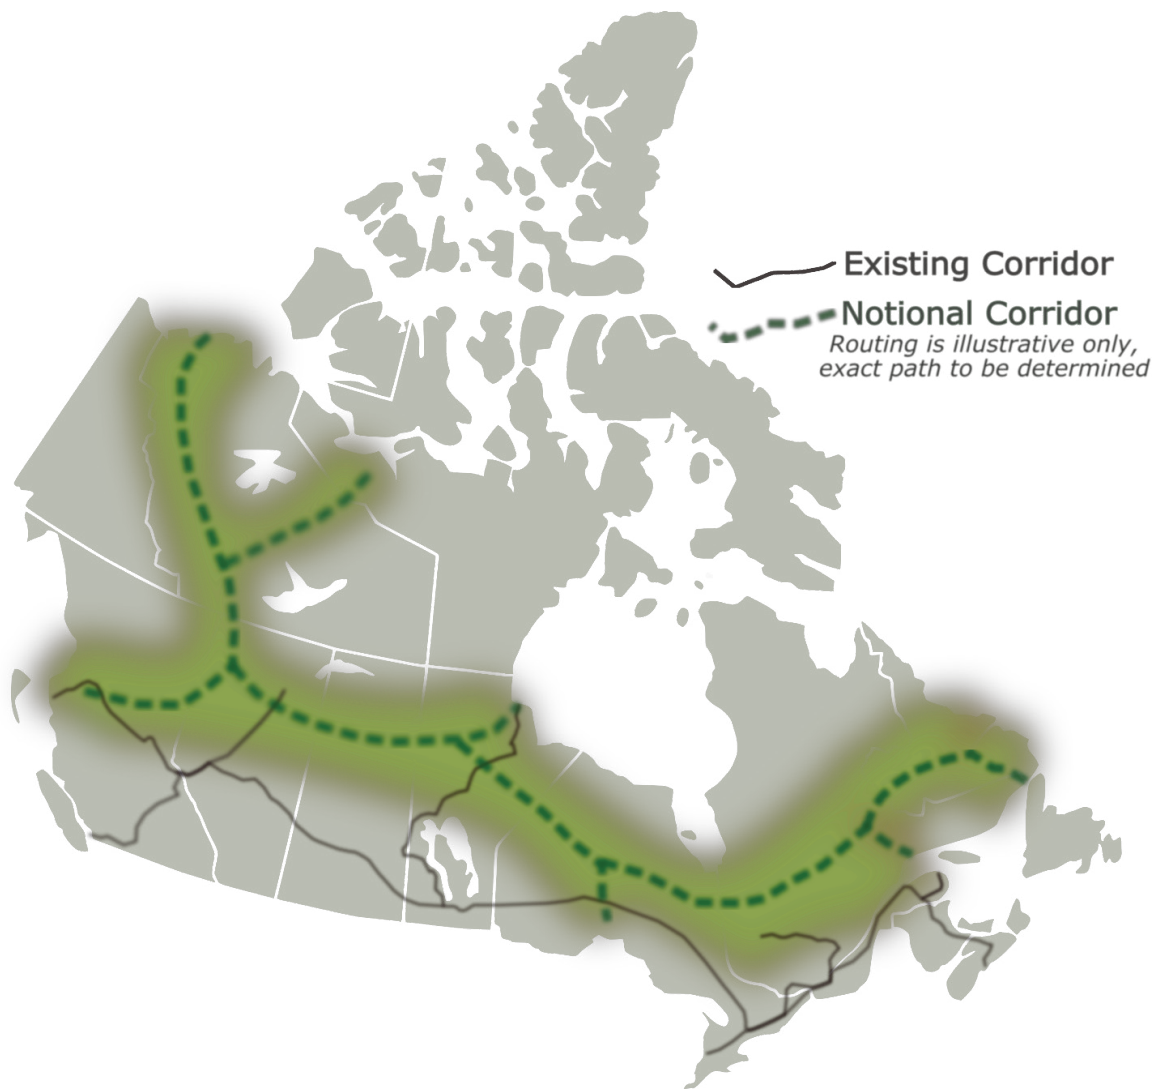 Existing Corridor
Notional Corridor
Routing is illustrative only,
exact path to be determined